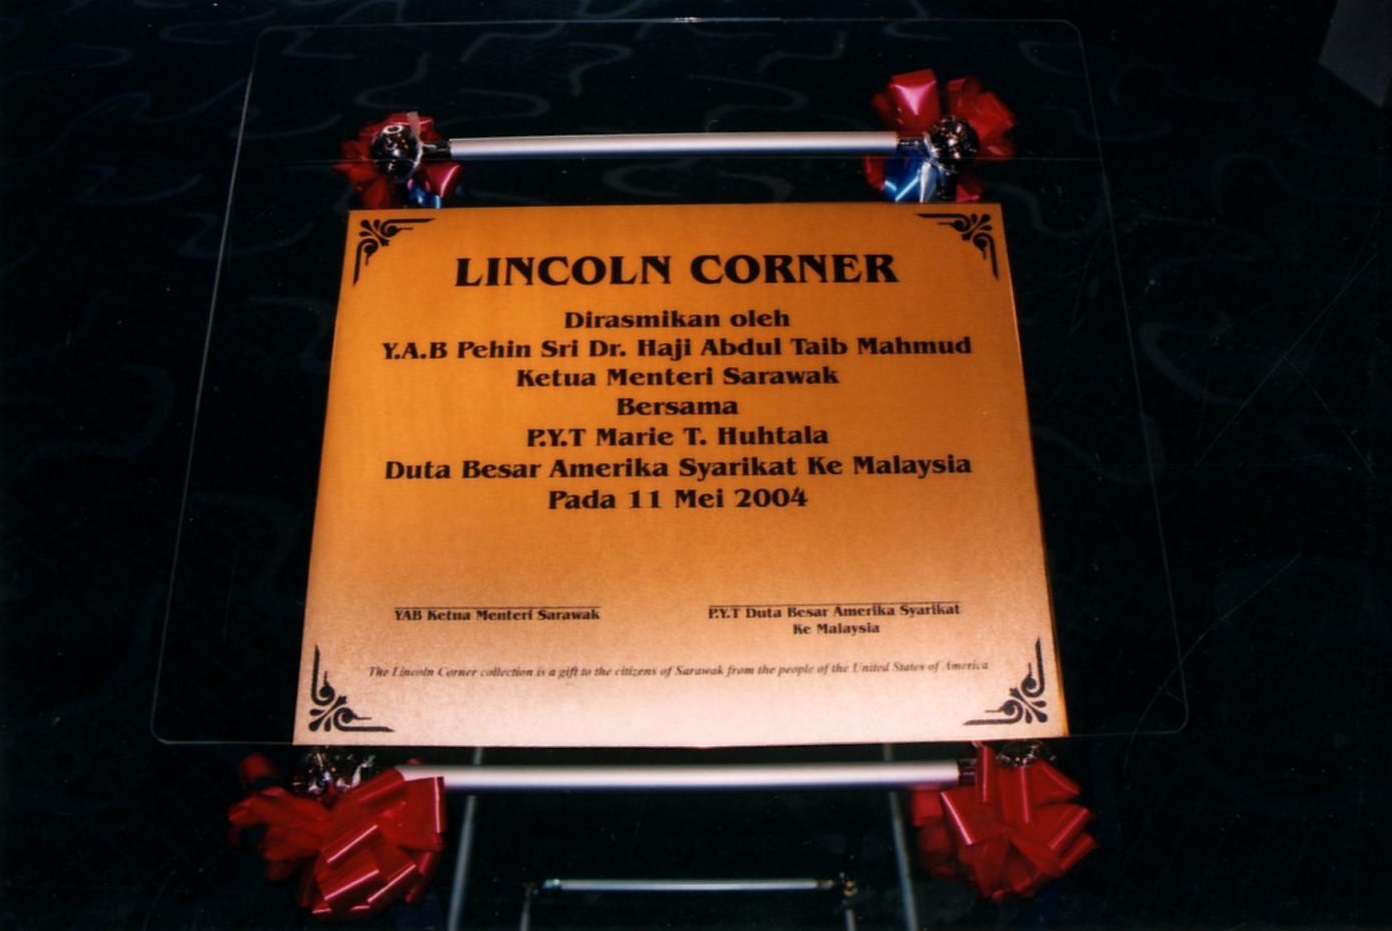 LINCOLN CORNER
Dirasmikan oleh
Y.A.B Pehin Sri Dr. Haji Abdul Taib Mahmud
Ketua Menteri Sarawak
Bersama
P.Y.T Marie T. Huhtala
Duta Besar Amerika Syarikat Ke Malaysia
Pada 11 Mei 2004
YAB Ketua Menteri Sarawak
P.Y.T Duta Besar Amerika Syarikat
Ke Malaysia
The Lincoln Corner collection is a gift to the citizens of Sarawak from the people of the United States of America